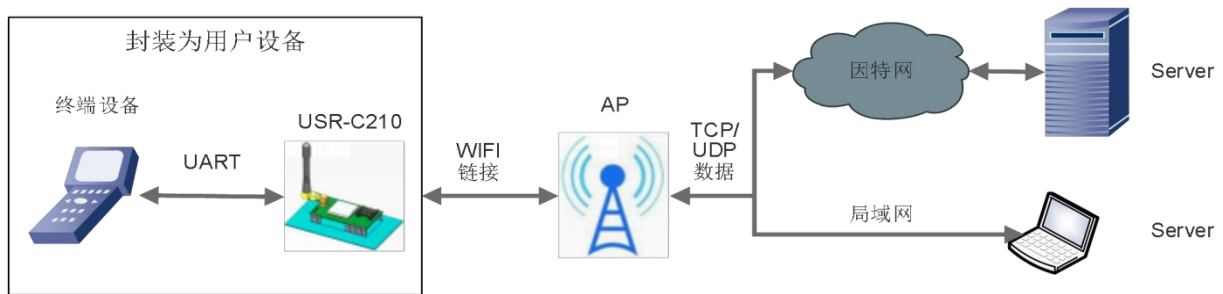 封装为用户设备
终端设备
USR-C210
UART
WIFI
链接
AP
TCP/
UDP
数据
因特网
Server
局域网
Server